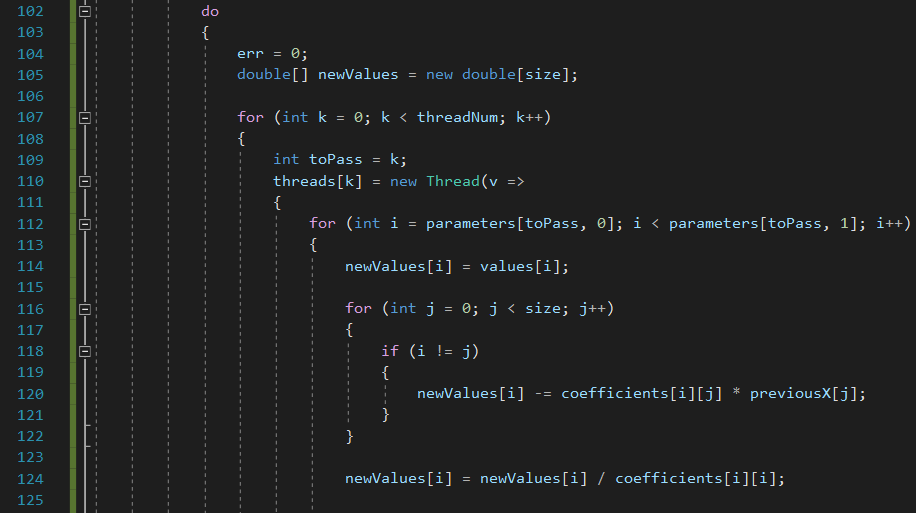 102 do
103 {
104 err = 0;
105 double[] newValues = new double[size];
106
107 for (int k = 0; k < threadNum; k++)
108 {
109 int toPass = k;
110 threads[k] = new Thread(v =>
111 {
112 for (int i = parameters[toPass, 0]; i < parameters[toPass, 1]; i++)
113 {
114 newValues[i] = values[i];
115
116 for (int j = 0; j < size; j++)
117 {
118 if (i != j)
119 {
120 newValues[i] -= coefficients[i][j] * previousX[j];
121 }
122 }
123
124 newValues[i] = newValues[i] / coefficients[i][i];
125